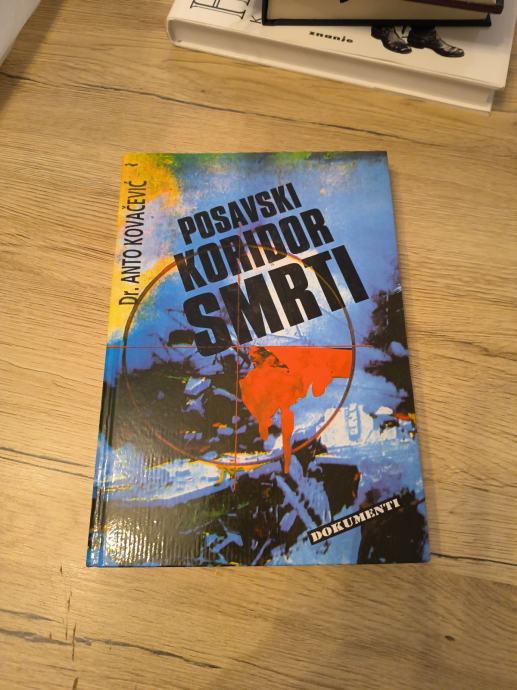 znanje
Dr. ANTO KOVAČEVIĆ
POSAVSKI
KORIDOR
SMRTI
DOKUMENTI